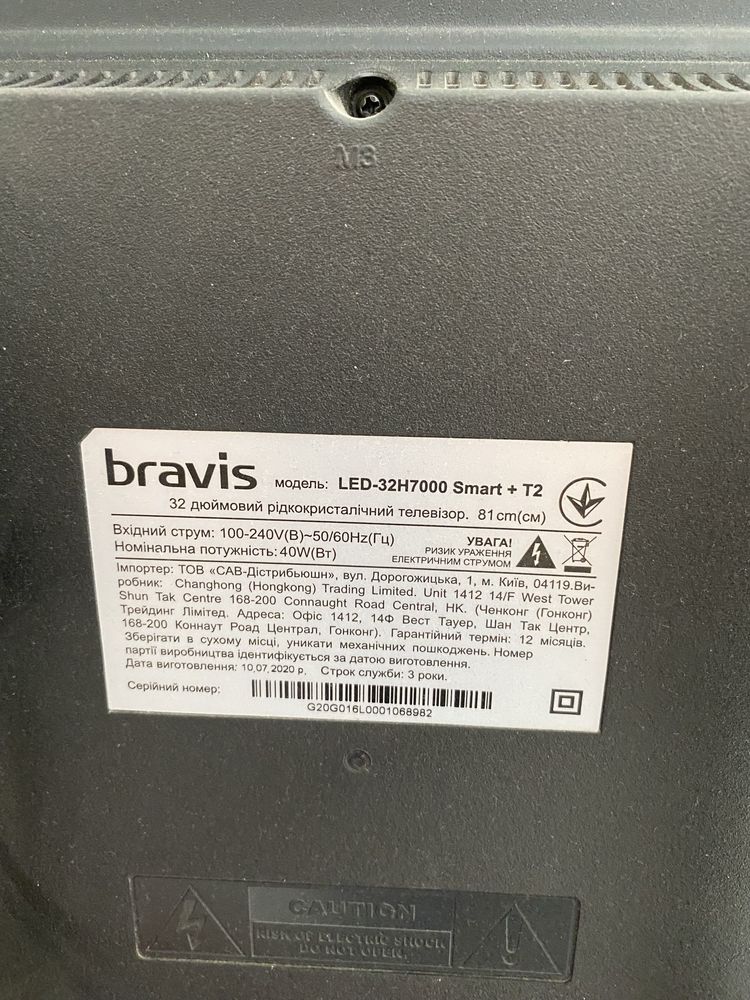 M3
bravis модель: LED-32H7000 Smart + T2
32 дюймовий рідкокристалічний телевізор. 81cm(см)
Вхідний струм: 100-240V(В)~50/60Hz(Гц)
Номінальна потужність: 40W(Вт)
УВАГА!
РИЗИК УРАЖЕННЯ
ЕЛЕКТРИЧНИМ СТРУМОМ
Імпортер: ТОВ «САВ-Дістрибьюшн», вул. Дорогожицька, 1, м. Київ, 04119.Ви-
робник: Changhong (Hongkong) Trading Limited. Unit 1412 14/F West Tower
Shun Tak Centre 168-200 Connaught Road Central, HK. (Ченконг (Гонконг)
Трейдинг Лімітед. Адреса: Офіс 1412, 14Ф Вест Тауер, Шан Так Центр,
168-200 Коннаут Роад Централ, Гонконг). Гарантійний термін: 12 місяців.
Зберігати в сухому місці, уникати механічних пошкоджень. Номер
партії виробництва ідентифікується за датою виготовлення.
Дата виготовлення: 10.07.2020 р. Строк служби: 3 роки.
Серійний номер:
G20G016L0001068982
CAUTION
RISK OF ELECTRIC SHOCK
DO NOT OPEN.